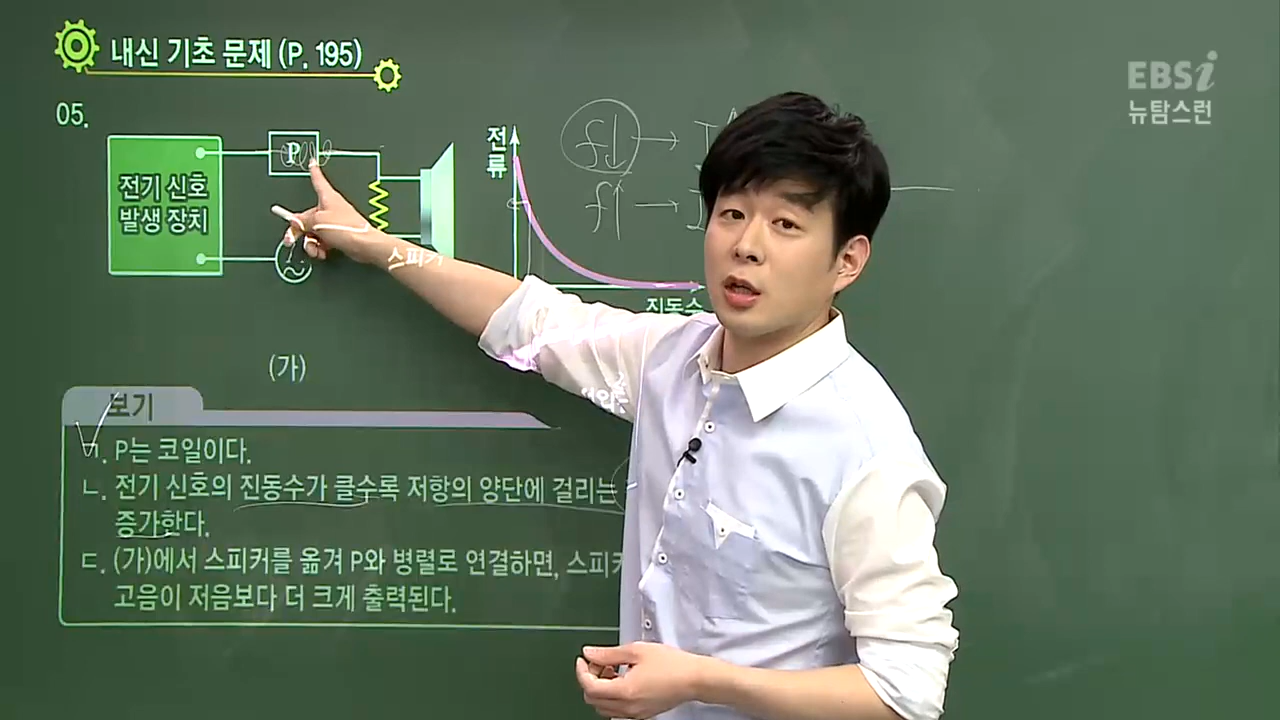 내신 기초 문제 (P. 195)
EBSi
뉴탐스런
05.
전기 신호
발생 장치
P
스피커
전
류
진동수
f↓ → I
f↑ → I
(가)
보기
ㄱ. P는 코일이다.
ㄴ. 전기 신호의 진동수가 클수록 저항의 양단에 걸리는
증가한다.
ㄷ. (가)에서 스피커를 옮겨 P와 병렬로 연결하면, 스피커
고음이 저음보다 더 크게 출력된다.